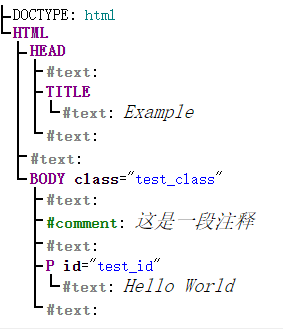 DOCTYPE: html
HTML
HEAD
#text:
TITLE
#text: Example
#text:
#text:
BODY class="test_class"
#text:
#comment: 这是一段注释
#text:
P id="test_id"
#text: Hello World
#text: